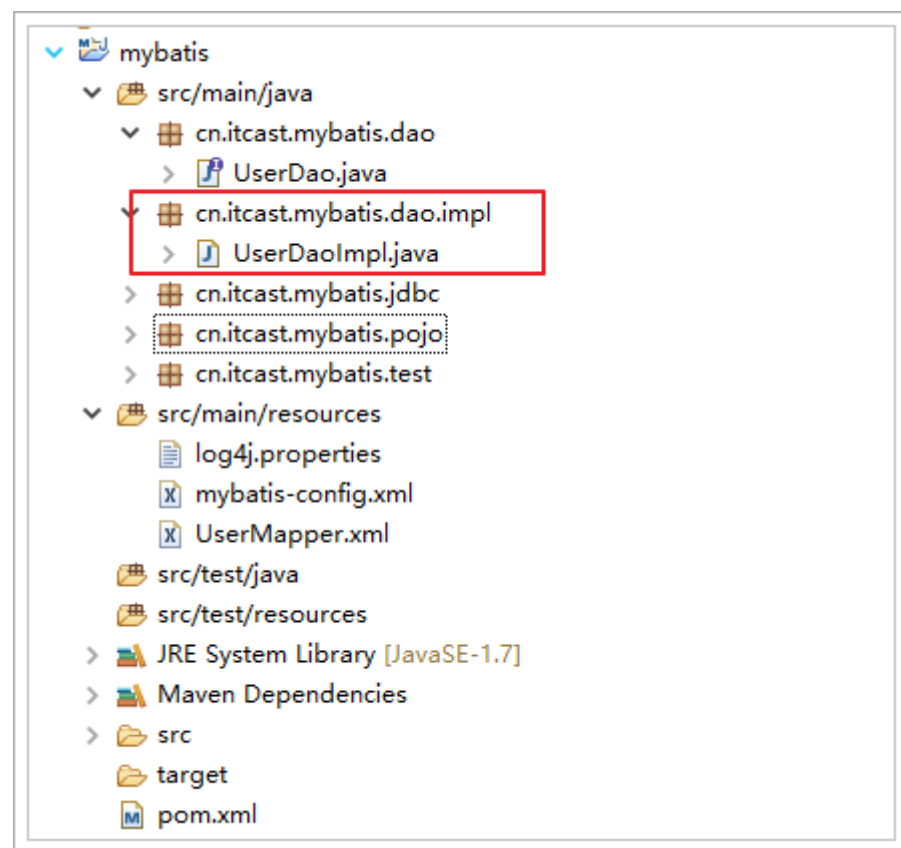 mybatis
src/main/java
cn.itcast.mybatis.dao
UserDao.java
cn.itcast.mybatis.dao.impl
UserDaoImpl.java
cn.itcast.mybatis.jdbc
cn.itcast.mybatis.pojo
cn.itcast.mybatis.test
src/main/resources
log4j.properties
mybatis-config.xml
UserMapper.xml
src/test/java
src/test/resources
JRE System Library [JavaSE-1.7]
Maven Dependencies
src
target
pom.xml